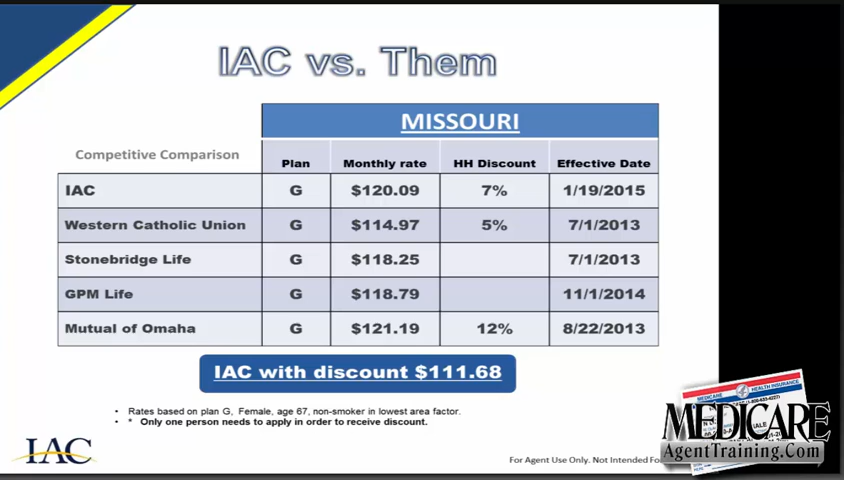 IAC vs. Them
MISSOURI
Competitive Comparison Plan Monthly rate HH Discount Effective Date
IAC G $120.09 7% 1/19/2015
Western Catholic Union G $114.97 5% 7/1/2013
Stonebridge Life G $118.25 7/1/2013
GPM Life G $118.79 11/1/2014
Mutual of Omaha G $121.19 12% 8/22/2013
IAC with discount $111.68
• Rates based on plan G, Female, age 67, non-smoker in lowest area factor.
• * Only one person needs to apply in order to receive discount.
IAC
For Agent Use Only. Not Intended
HEALTH INSURANCE
MEDICARE
AgentTraining.Com